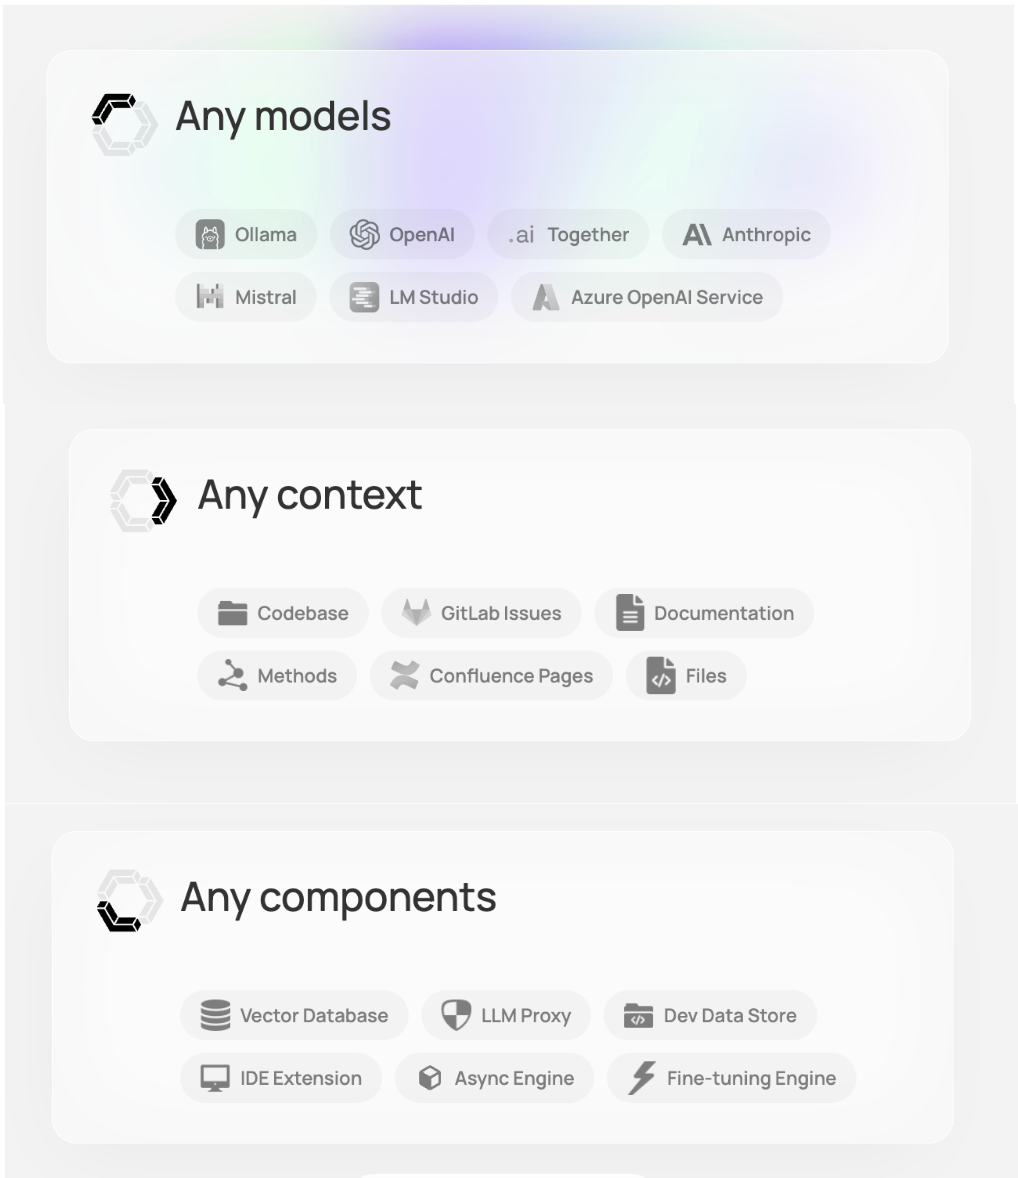 Any models
Ollama OpenAI .ai Together Anthropic
Mistral LM Studio Azure OpenAI Service
Any context
Codebase GitLab Issues Documentation
Methods Confluence Pages </> Files
Any components
Vector Database LLM Proxy </> Dev Data Store
IDE Extension Async Engine Fine-tuning Engine